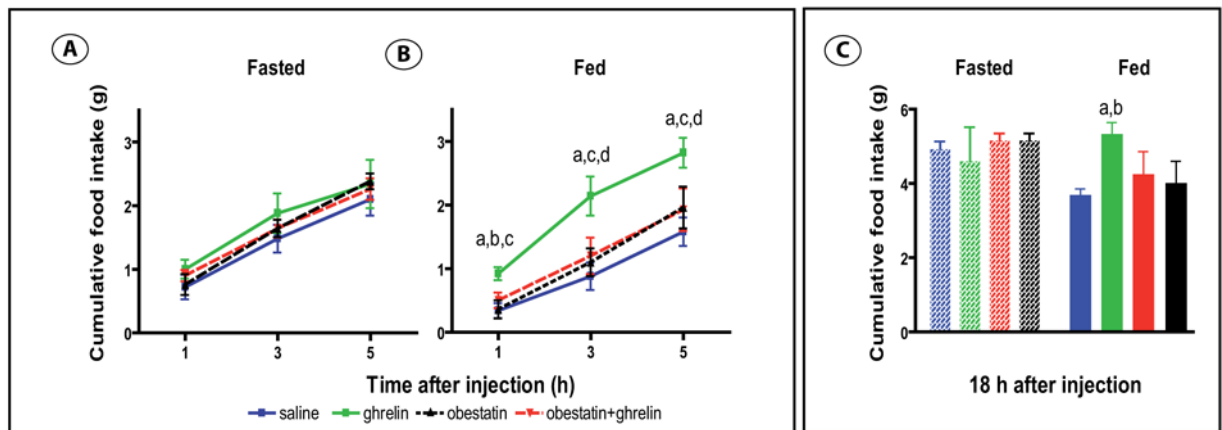 A
Fasted
B
Fed
Cumulative food intake (g)
3
2
1
0
1 3 5
a,b,c
a,c,d
a,c,d
3
2
1
0
1 3 5
Time after injection (h)
saline ghrelin obestatin obestatin+ghrelin
C
Fasted Fed
Cumulative food intake (g)
6
4
2
0
a,b
18 h after injection